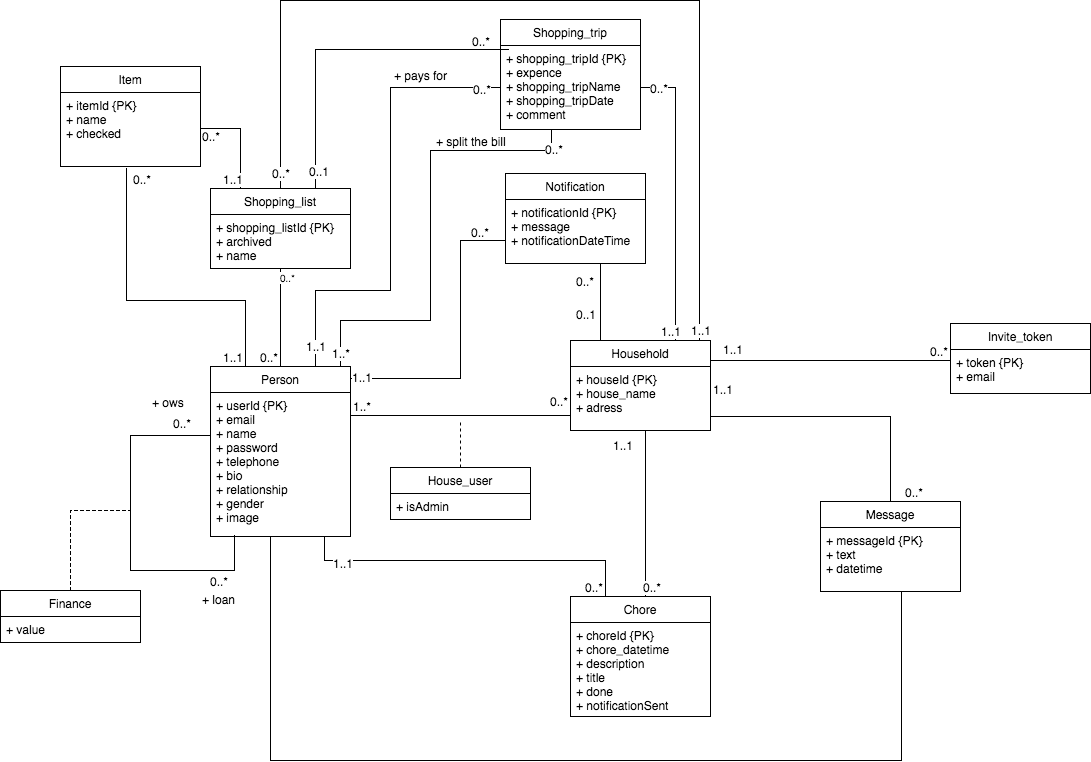 Shopping_trip
+ shopping_tripId {PK}
+ expence
+ shopping_tripName
+ shopping_tripDate
+ comment
0..*
+ pays for
0..*
0..*
+ split the bill
0..*
Item
+ itemId {PK}
+ name
+ checked
0..*
0..*
1..1
0..*
0..1
Shopping_list
+ shopping_listId {PK}
+ archived
+ name
0..*
Notification
+ notificationId {PK}
+ message
+ notificationDateTime
0..*
0..*
0..1
1..1
1..1
1..1
0..*
1..1
1..*
Household
+ houseId {PK}
+ house_name
+ adress
1..1
0..*
1..1
Invite_token
+ token {PK}
+ email
Person
+ userId {PK}
+ email
+ name
+ password
+ telephone
+ bio
+ relationship
+ gender
+ image
1..1
1..*
0..*
+ ows
0..*
1..1
House_user
+ isAdmin
0..*
Message
+ messageId {PK}
+ text
+ datetime
1..1
0..*
+ loan
0..*
0..*
Finance
+ value
Chore
+ choreId {PK}
+ chore_datetime
+ description
+ title
+ done
+ notificationSent